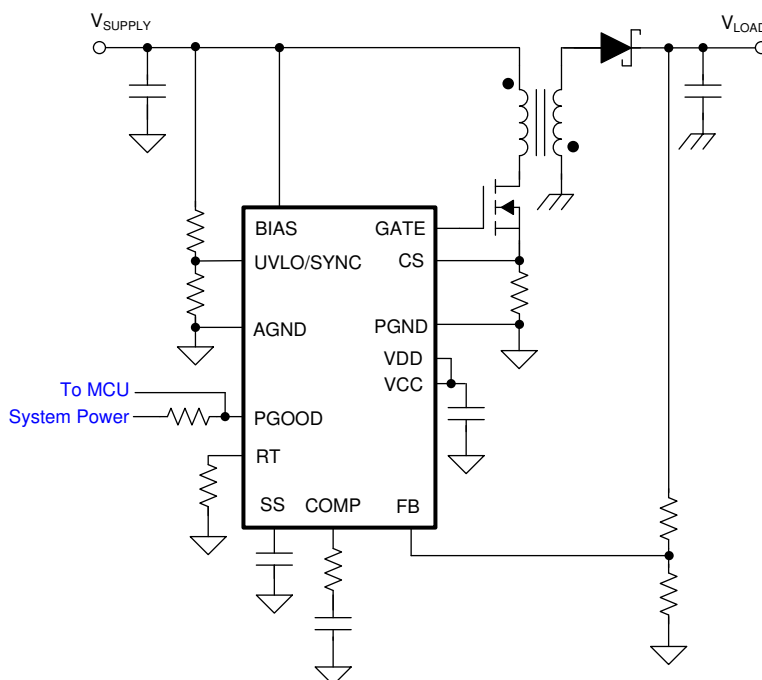 VSUPPLY
VLOAD
BIAS
GATE
UVLO/SYNC
CS
AGND
PGND
VDD
VCC
To MCU
System Power
PGOOD
RT
SS
COMP
FB